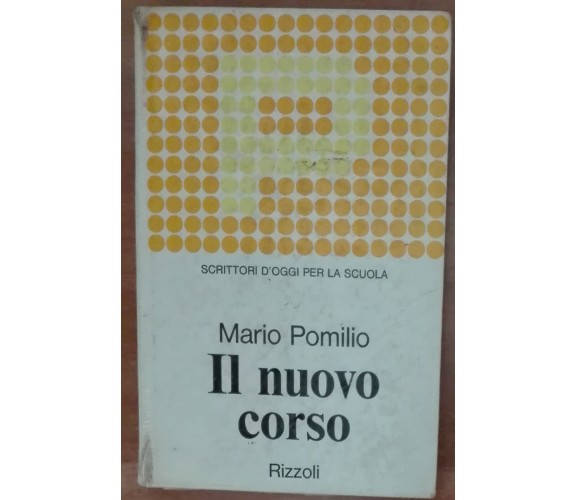 SCRITTORI D'OGGI PER LA SCUOLA
Mario Pomilio
Il nuovo
corso
Rizzoli